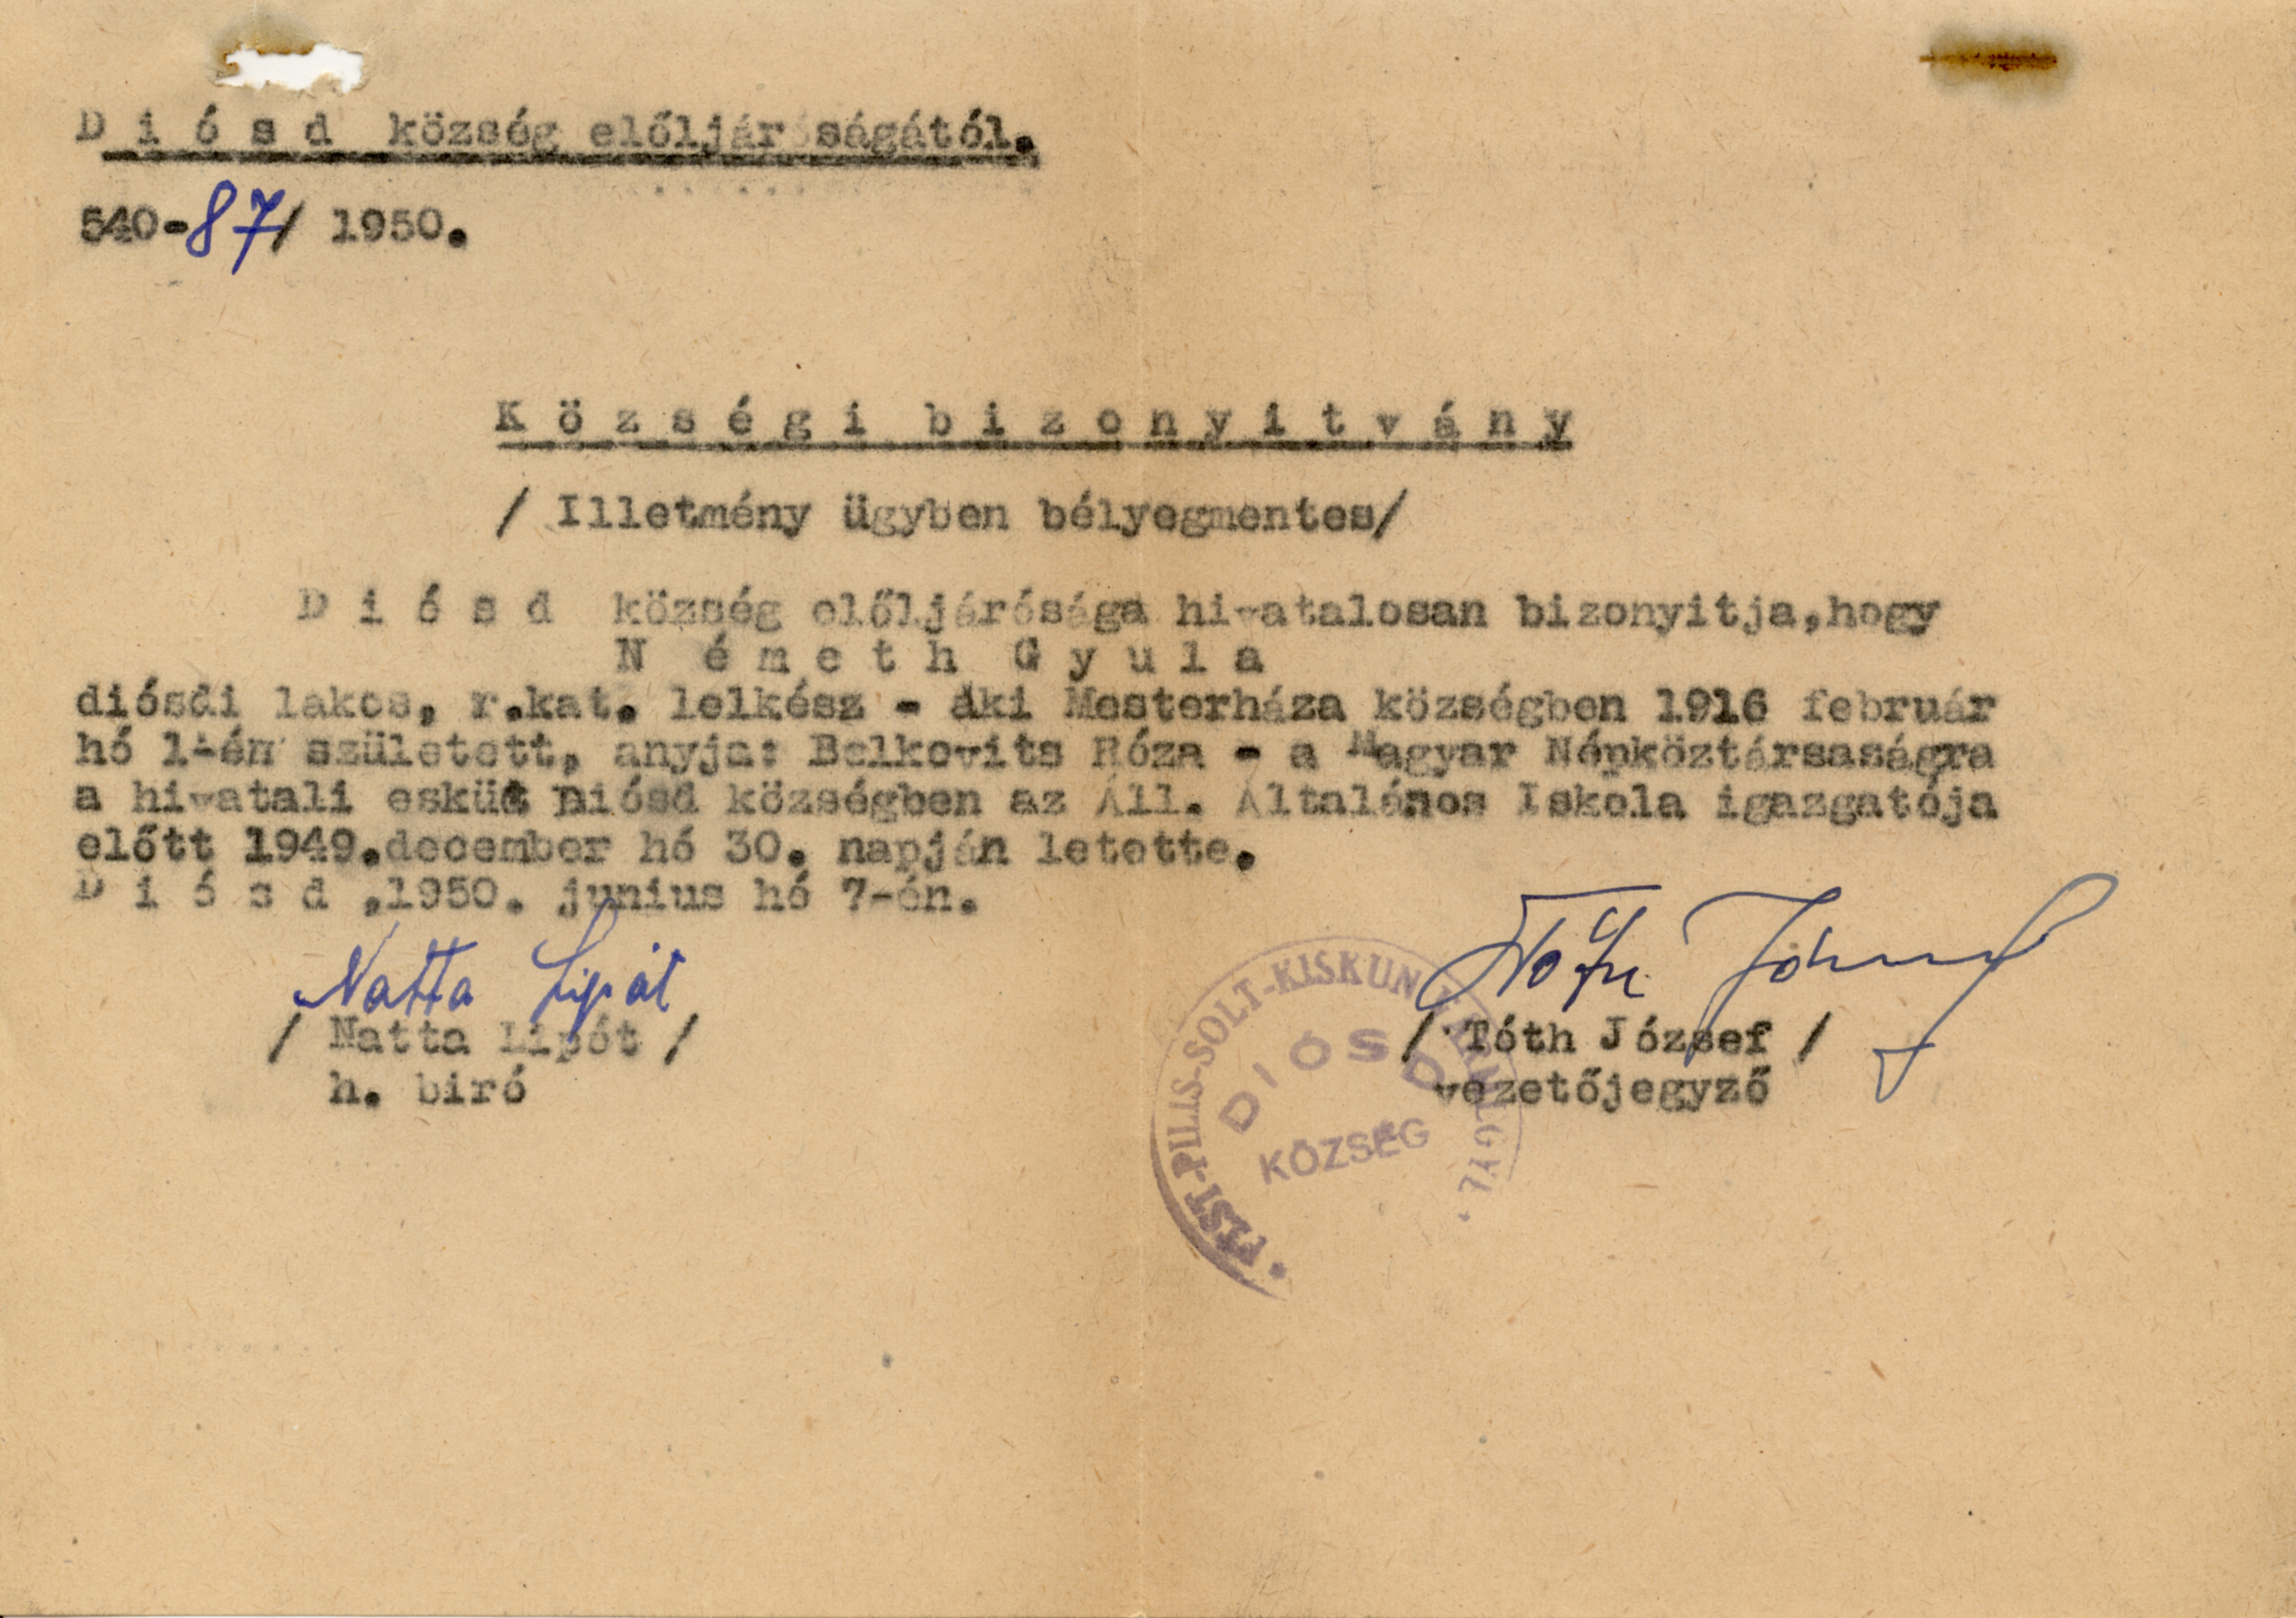 D i ó s d község előljáróságától.
540-87/ 1950.
K ö z s é g i b i z o n y i t v á n y
/ Illetmény ügyben bélyegmentes/
D i ó s d község előljárósága hivatalosan bizonyitja,hogy
N é m e t h G y u l a
diósdi lakos, r.kat. lelkész - aki Mesterháza községben 1916 február
hó 1-én született, anyja: Belkovits Róza - a Magyar Népköztársaságra
a hivatali esküt Diósd községben az Áll. Általános Iskola igazgatója
előtt 1949.december hó 30. napján letette.
D i ó s d ,1950. junius hó 7-én.
Natta Lipót
Tóth József
/ Natta Lipót /
/ Tóth József /
h. biró
vezetőjegyző
PEST-PILIS-SOLT-KISKUN
DIÓSD
KÖZSÉG